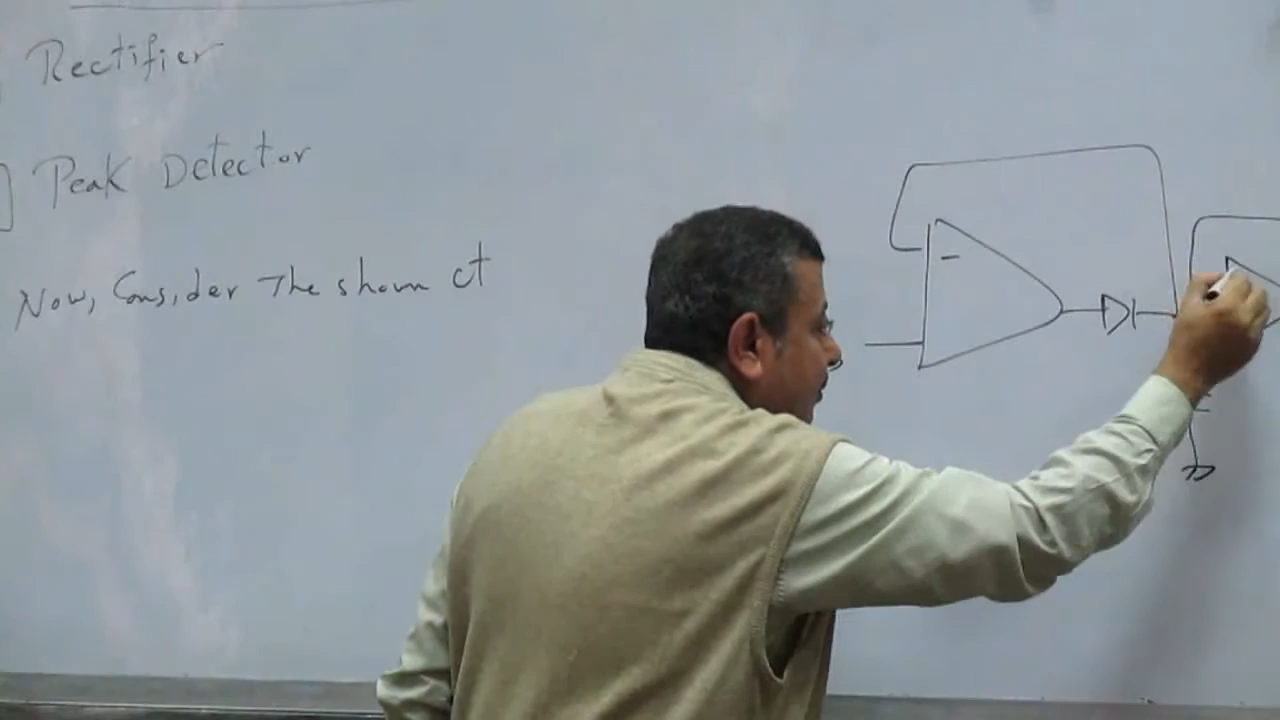 Rectifier
Peak Detector
Now, Consider The shown ct
-